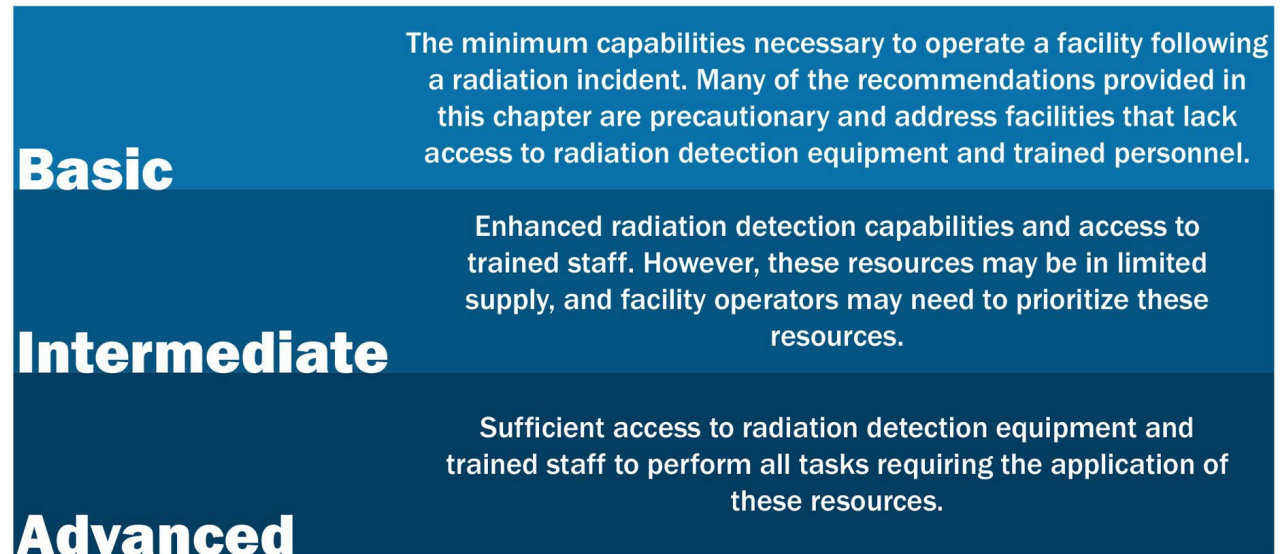 The minimum capabilities necessary to operate a facility following
a radiation incident. Many of the recommendations provided in
this chapter are precautionary and address facilities that lack
access to radiation detection equipment and trained personnel.
Basic
Enhanced radiation detection capabilities and access to
trained staff. However, these resources may be in limited
supply, and facility operators may need to prioritize these
resources.
Intermediate
Sufficient access to radiation detection equipment and
trained staff to perform all tasks requiring the application of
these resources.
Advanced